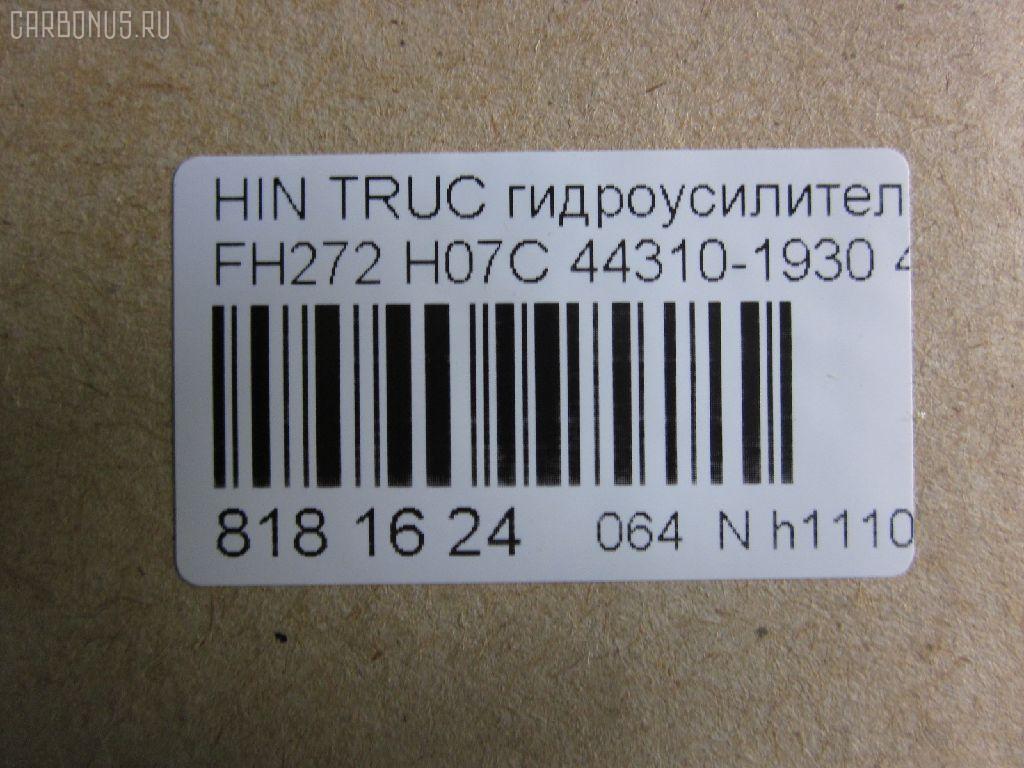 CARBONUS.RU
HIN TRUC гидроусилител
FH272 H07C 44310-1930 4
818 16 24 064 N h1110